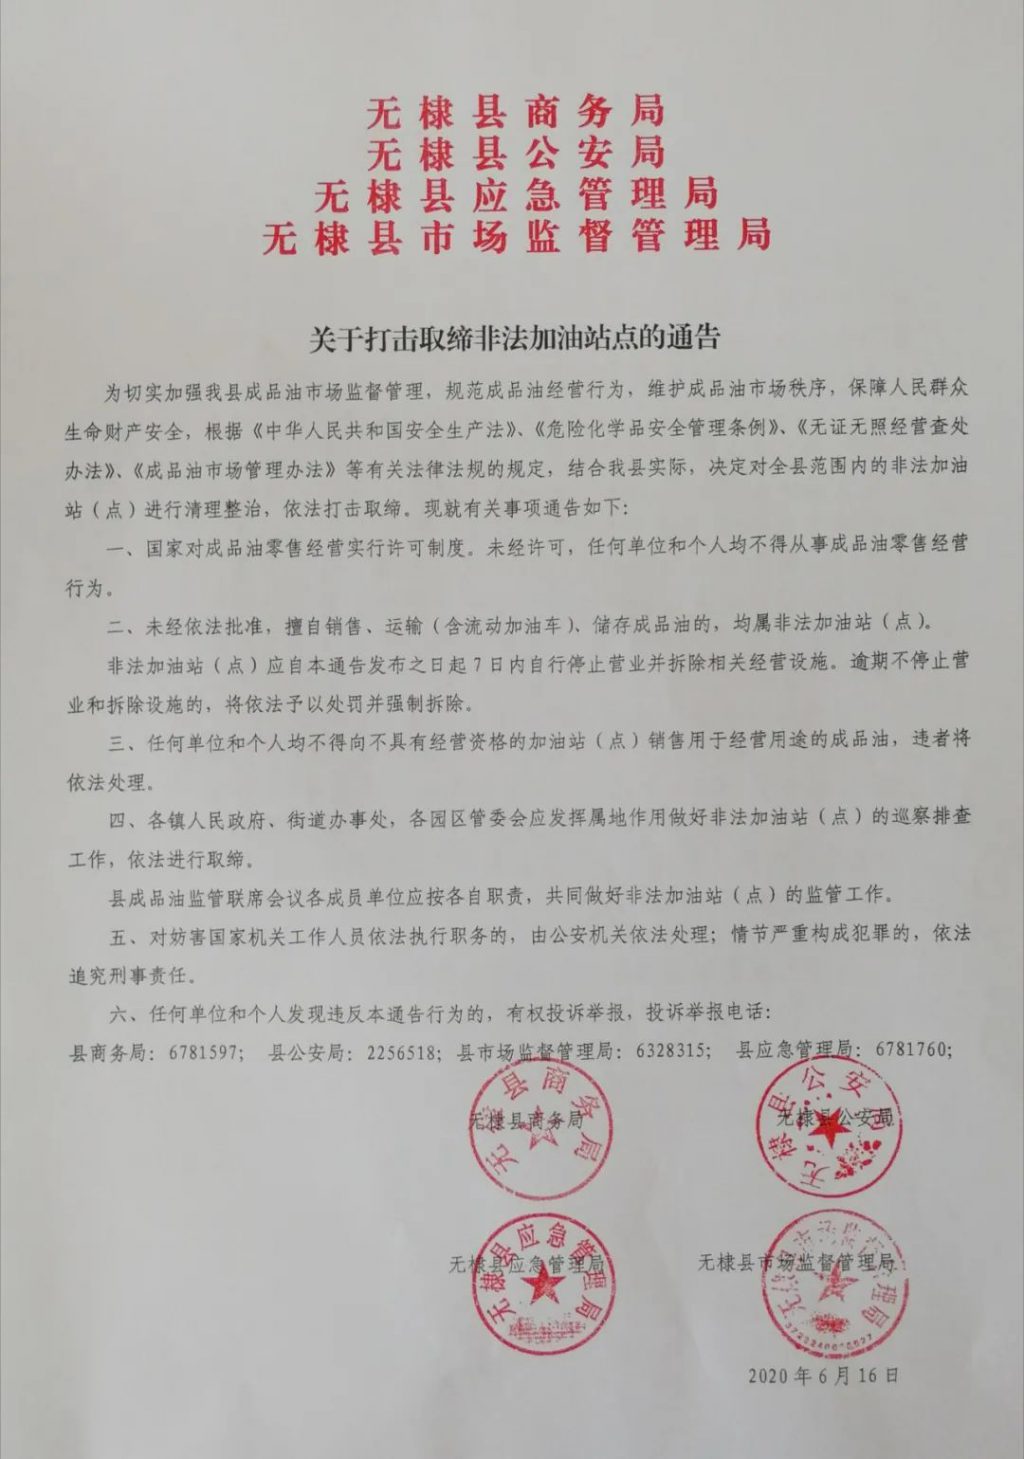 无棣县商务局
无棣县公安局
无棣县应急管理局
无棣县市场监督管理局
关于打击取缔非法加油站点的通告
为切实加强我县成品油市场监督管理，规范成品油经营行为，维护成品油市场秩序，保障人民群众
生命财产安全，根据《中华人民共和国安全生产法》、《危险化学品安全管理条例》、《无证无照经营查处
办法》、《成品油市场管理办法》等有关法律法规的规定，结合我县实际，决定对全县范围内的非法加油
站（点）进行清理整治，依法打击取缔。现就有关事项通告如下：
一、国家对成品油零售经营实行许可制度。未经许可，任何单位和个人均不得从事成品油零售经营
行为。
二、未经依法批准，擅自销售、运输（含流动加油车）、储存成品油的，均属非法加油站（点）。
非法加油站（点）应自本通告发布之日起7日内自行停止营业并拆除相关经营设施。逾期不停止营
业和拆除设施的，将依法予以处罚并强制拆除。
三、任何单位和个人均不得向不具有经营资格的加油站（点）销售用于经营用途的成品油，违者将
依法处理。
四、各镇人民政府、街道办事处，各园区管委会应发挥属地作用做好非法加油站（点）的巡察排查
工作，依法进行取缔。
县成品油监管联席会议各成员单位应按各自职责，共同做好非法加油站（点）的监管工作。
五、对妨害国家机关工作人员依法执行职务的，由公安机关依法处理；情节严重构成犯罪的，依法
追究刑事责任。
六、任何单位和个人发现违反本通告行为的，有权投诉举报，投诉举报电话：
县商务局：6781597； 县公安局：2256518；县市场监督管理局：6328315； 县应急管理局：6781760；
无棣县商务局
无棣县公安局
无棣县商务局
无棣县公安局
无棣县应急管理局
无棣县市场监督管理局
无棣县应急管理局
无棣县市场监督管理局
2020年6月16日